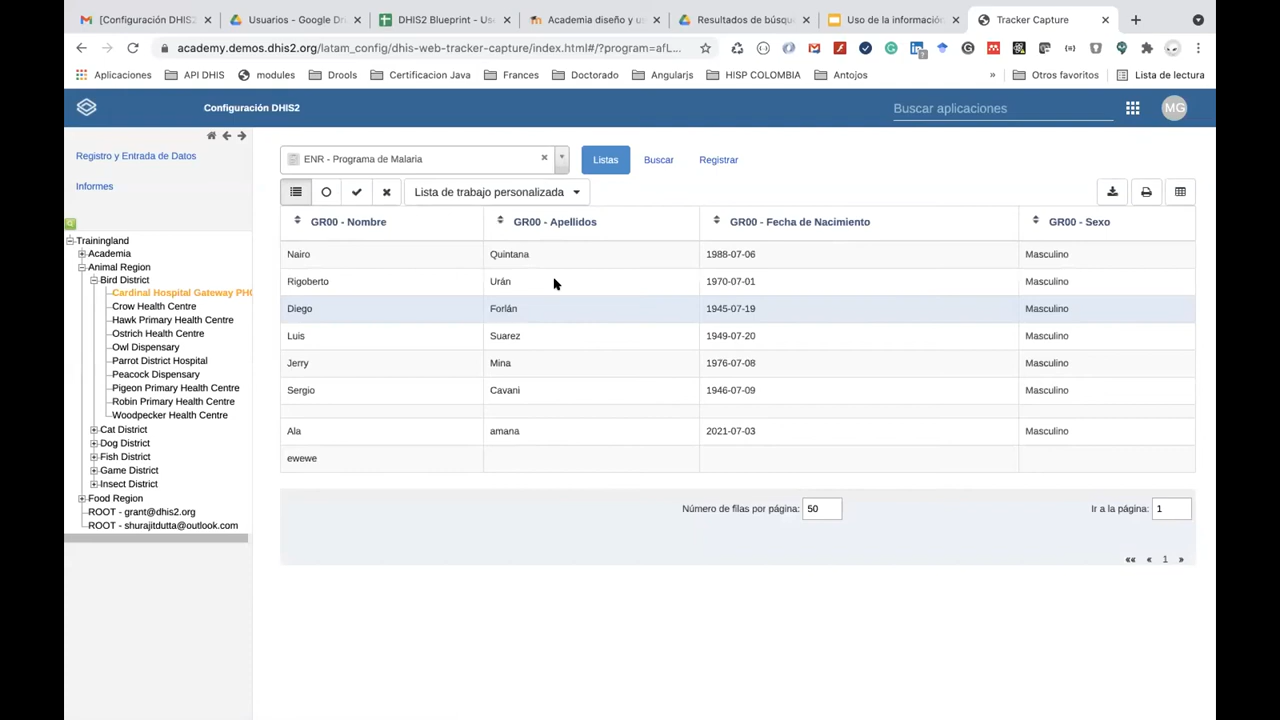 [Configuración DHIS2
Usuarios - Google Dri
DHIS2 Blueprint - Use
Academia diseño y us
Resultados de búsqu
Uso de la información
Tracker Capture
academy.demos.dhis2.org/latam_config/dhis-web-tracker-capture/index.html#/?program=afL...
Aplicaciones
API DHIS
modules
Drools
Certificacion Java
Frances
Doctorado
Angularjs
HISP COLOMBIA
Antojos
»
Otros favoritos
Lista de lectura
Configuración DHIS2
Buscar aplicaciones
MG
Registro y Entrada de Datos
Informes
ENR - Programa de Malaria
Listas
Buscar
Registrar
Lista de trabajo personalizada
Trainingland
Academia
Animal Region
Bird District
Cardinal Hospital Gateway PHC
Crow Health Centre
Hawk Primary Health Centre
Ostrich Health Centre
Owl Dispensary
Parrot District Hospital
Peacock Dispensary
Pigeon Primary Health Centre
Robin Primary Health Centre
Woodpecker Health Centre
Cat District
Dog District
Fish District
Game District
Insect District
Food Region
ROOT - grant@dhis2.org
ROOT - shurajitdutta@outlook.com
GR00 - Nombre GR00 - Apellidos GR00 - Fecha de Nacimiento GR00 - Sexo
Nairo Quintana 1988-07-06 Masculino
Rigoberto Urán 1970-07-01 Masculino
Diego Forlán 1945-07-19 Masculino
Luis Suarez 1949-07-20 Masculino
Jerry Mina 1976-07-08 Masculino
Sergio Cavani 1946-07-09 Masculino
Ala amana 2021-07-03 Masculino
ewewe
Número de filas por página: 50
Ir a la página: 1
«« « 1 »